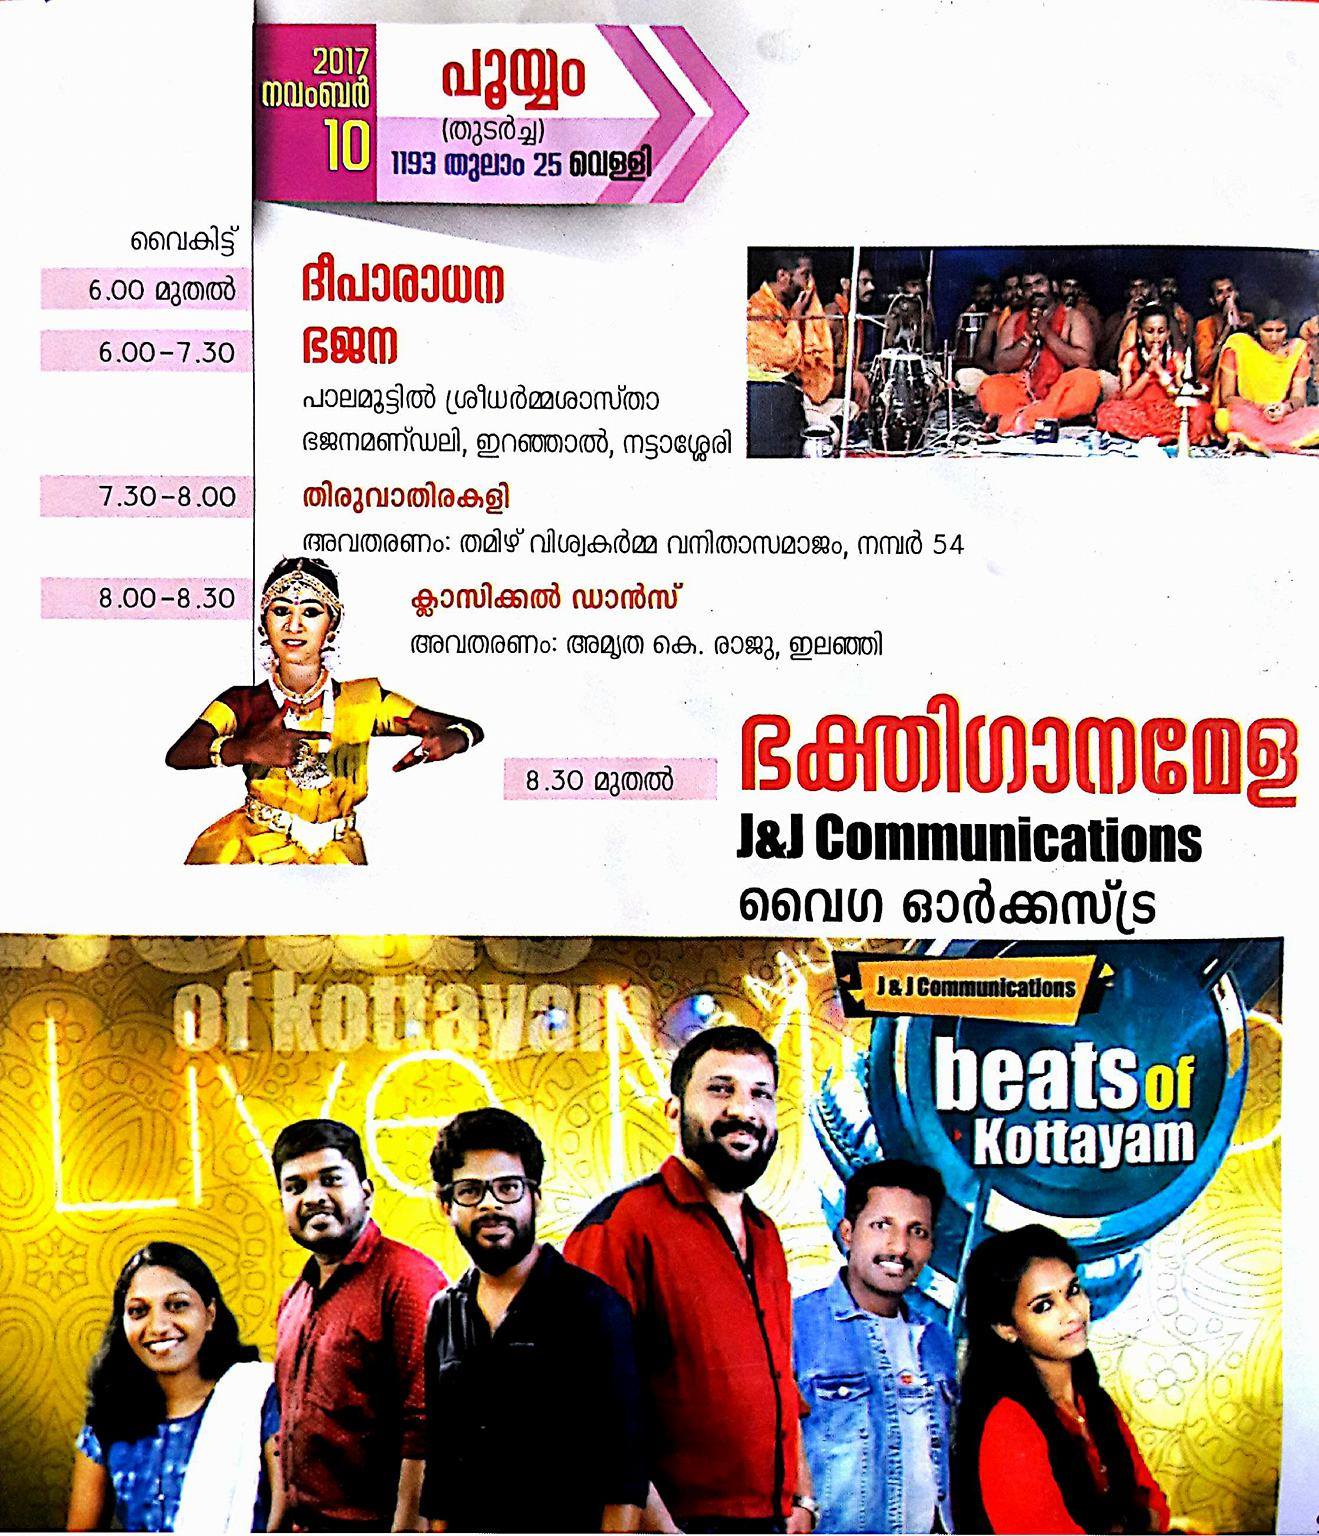 2017
നവംബർ
10
പൂയ്യം
(തുടർച്ച)
1193 തുലാം 25 വെള്ളി
വൈകിട്ട്
6.00 മുതൽ
ദീപാരാധന
6.00-7.30
ഭജന
പാലമൂട്ടിൽ ശ്രീധർമ്മശാസ്താ
ഭജനമണ്ഡലി, ഇറഞ്ഞാൽ, നട്ടാശ്ശേരി
7.30-8.00
തിരുവാതിരകളി
അവതരണം: തമിഴ് വിശ്വകർമ്മ വനിതാസമാജം, നമ്പർ 54
8.00-8.30
ക്ലാസിക്കൽ ഡാൻസ്
അവതരണം: അമൃത കെ. രാജു, ഇലഞ്ഞി
8.30 മുതൽ
ഭക്തിഗാനമേള
J&J Communications
വൈഗ ഓർക്കസ്ട്ര
of kottayam
Live
J & J Communications
beats of
Kottayam